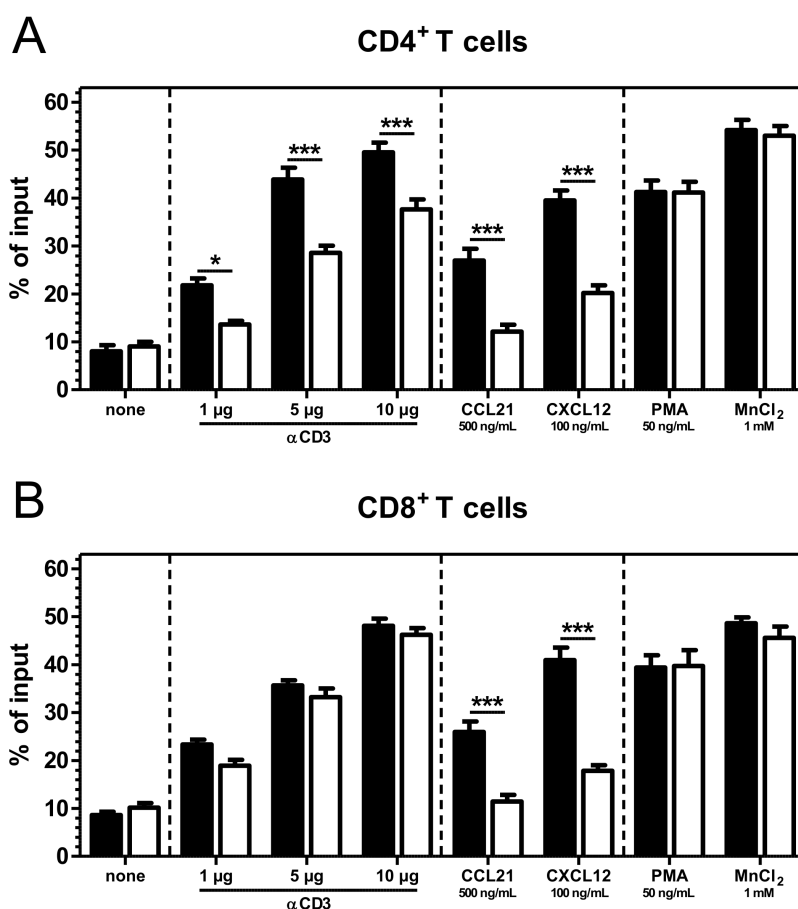 A
CD4⁺ T cells
% of input
60
50
40
30
20
10
0
*
***
***
***
***
none
1 µg
5 µg
10 µg
CCL21
CXCL12
PMA
MnCl₂
500 ng/mL
100 ng/mL
50 ng/mL
1 mM
αCD3
B
CD8⁺ T cells
% of input
60
50
40
30
20
10
0
***
***
none
1 µg
5 µg
10 µg
CCL21
CXCL12
PMA
MnCl₂
500 ng/mL
100 ng/mL
50 ng/mL
1 mM
αCD3